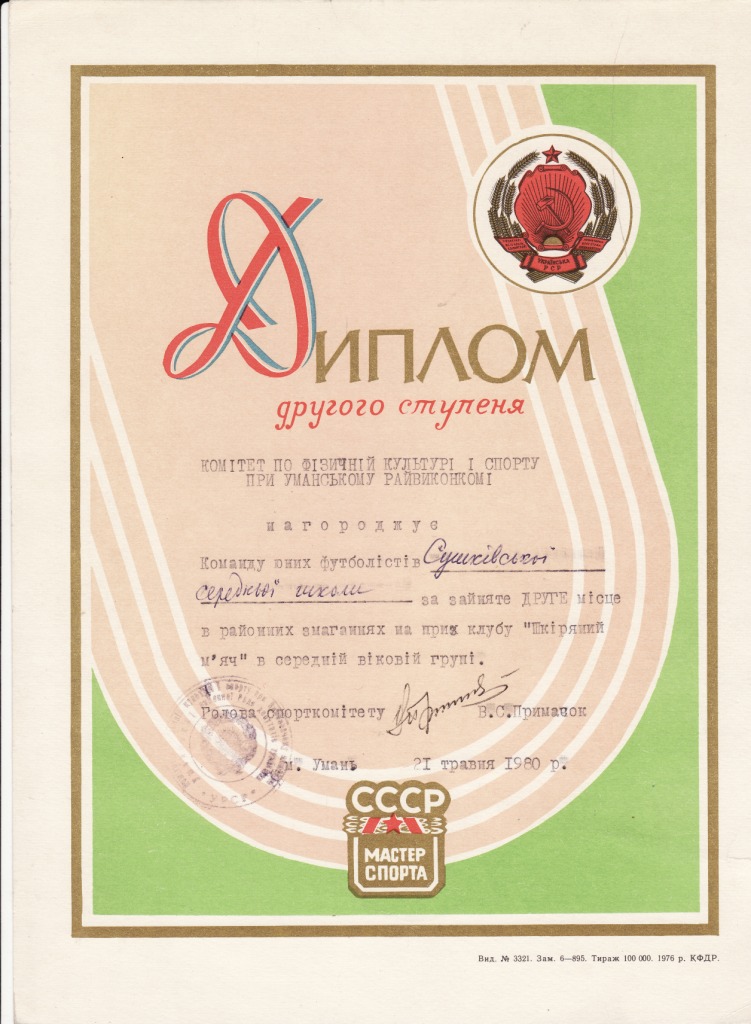 УКРАЇНСЬКА
РСР
ДИПЛОМ
другого ступеня
КОМІТЕТ ПО ФІЗИЧНІЙ КУЛЬТУРІ І СПОРТУ
ПРИ УМАНСЬКОМУ РАЙВИКОНКОМІ
нагороджує
Команду юних футболістів Сушківської
середньої школи за зайняте ДРУГЕ місце
в районних змаганнях на приз клубу "Шкіряний
м'яч" в середній віковій групі.
Голова спорткомітету В.С.Примачок
м. Умань 21 травня 1980 р.
СССР
МАСТЕР
СПОРТА
Вид. № 3321. Зам. 6—895. Тираж 100 000. 1976 р. КФДР.